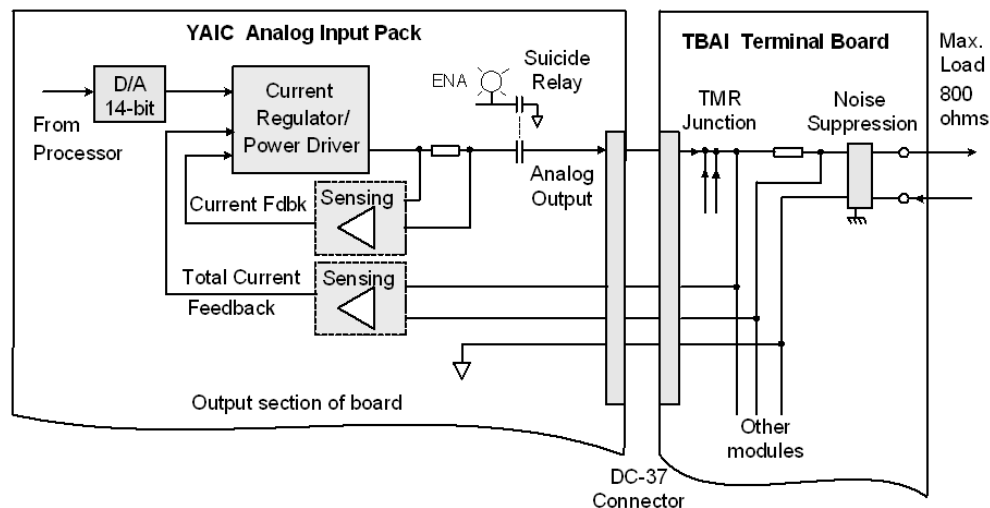 YAIC Analog Input Pack
TBAI Terminal Board
Max.
Load
800
ohms
D/A
14-bit
From
Processor
Current
Regulator/
Power Driver
ENA
Suicide
Relay
TMR
Junction
Noise
Suppression
Analog
Output
Current Fdbk
Sensing
Total Current
Feedback
Sensing
Output section of board
Other
modules
DC-37
Connector